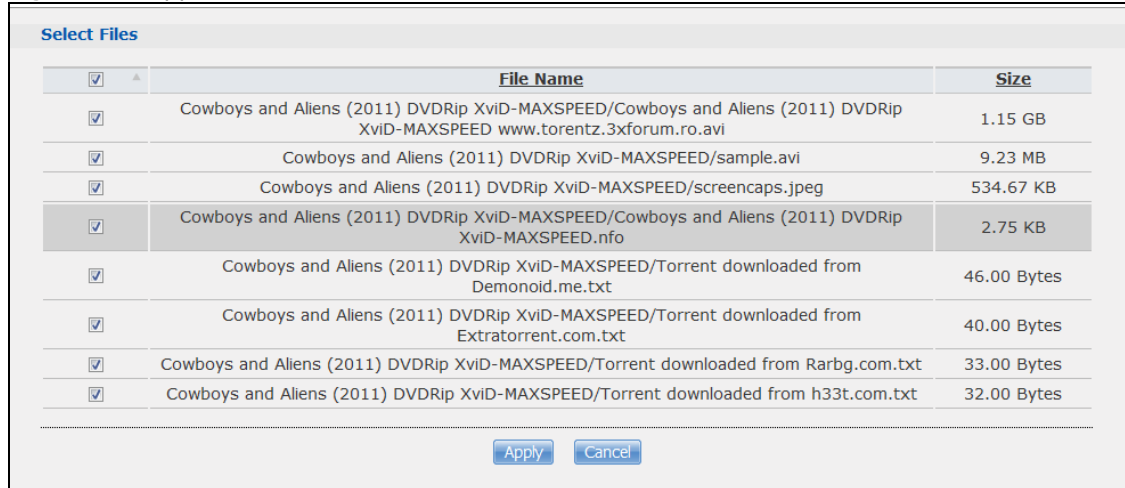 Select Files
File Name Size
Cowboys and Aliens (2011) DVDRip XviD-MAXSPEED/Cowboys and Aliens (2011) DVDRip
XviD-MAXSPEED www.torentz.3xforum.ro.avi
1.15 GB
Cowboys and Aliens (2011) DVDRip XviD-MAXSPEED/sample.avi 9.23 MB
Cowboys and Aliens (2011) DVDRip XviD-MAXSPEED/screencaps.jpeg 534.67 KB
Cowboys and Aliens (2011) DVDRip XviD-MAXSPEED/Cowboys and Aliens (2011) DVDRip
XviD-MAXSPEED.nfo
2.75 KB
Cowboys and Aliens (2011) DVDRip XviD-MAXSPEED/Torrent downloaded from
Demonoid.me.txt
46.00 Bytes
Cowboys and Aliens (2011) DVDRip XviD-MAXSPEED/Torrent downloaded from
Extratorrent.com.txt
40.00 Bytes
Cowboys and Aliens (2011) DVDRip XviD-MAXSPEED/Torrent downloaded from Rarbg.com.txt 33.00 Bytes
Cowboys and Aliens (2011) DVDRip XviD-MAXSPEED/Torrent downloaded from h33t.com.txt 32.00 Bytes
Apply Cancel